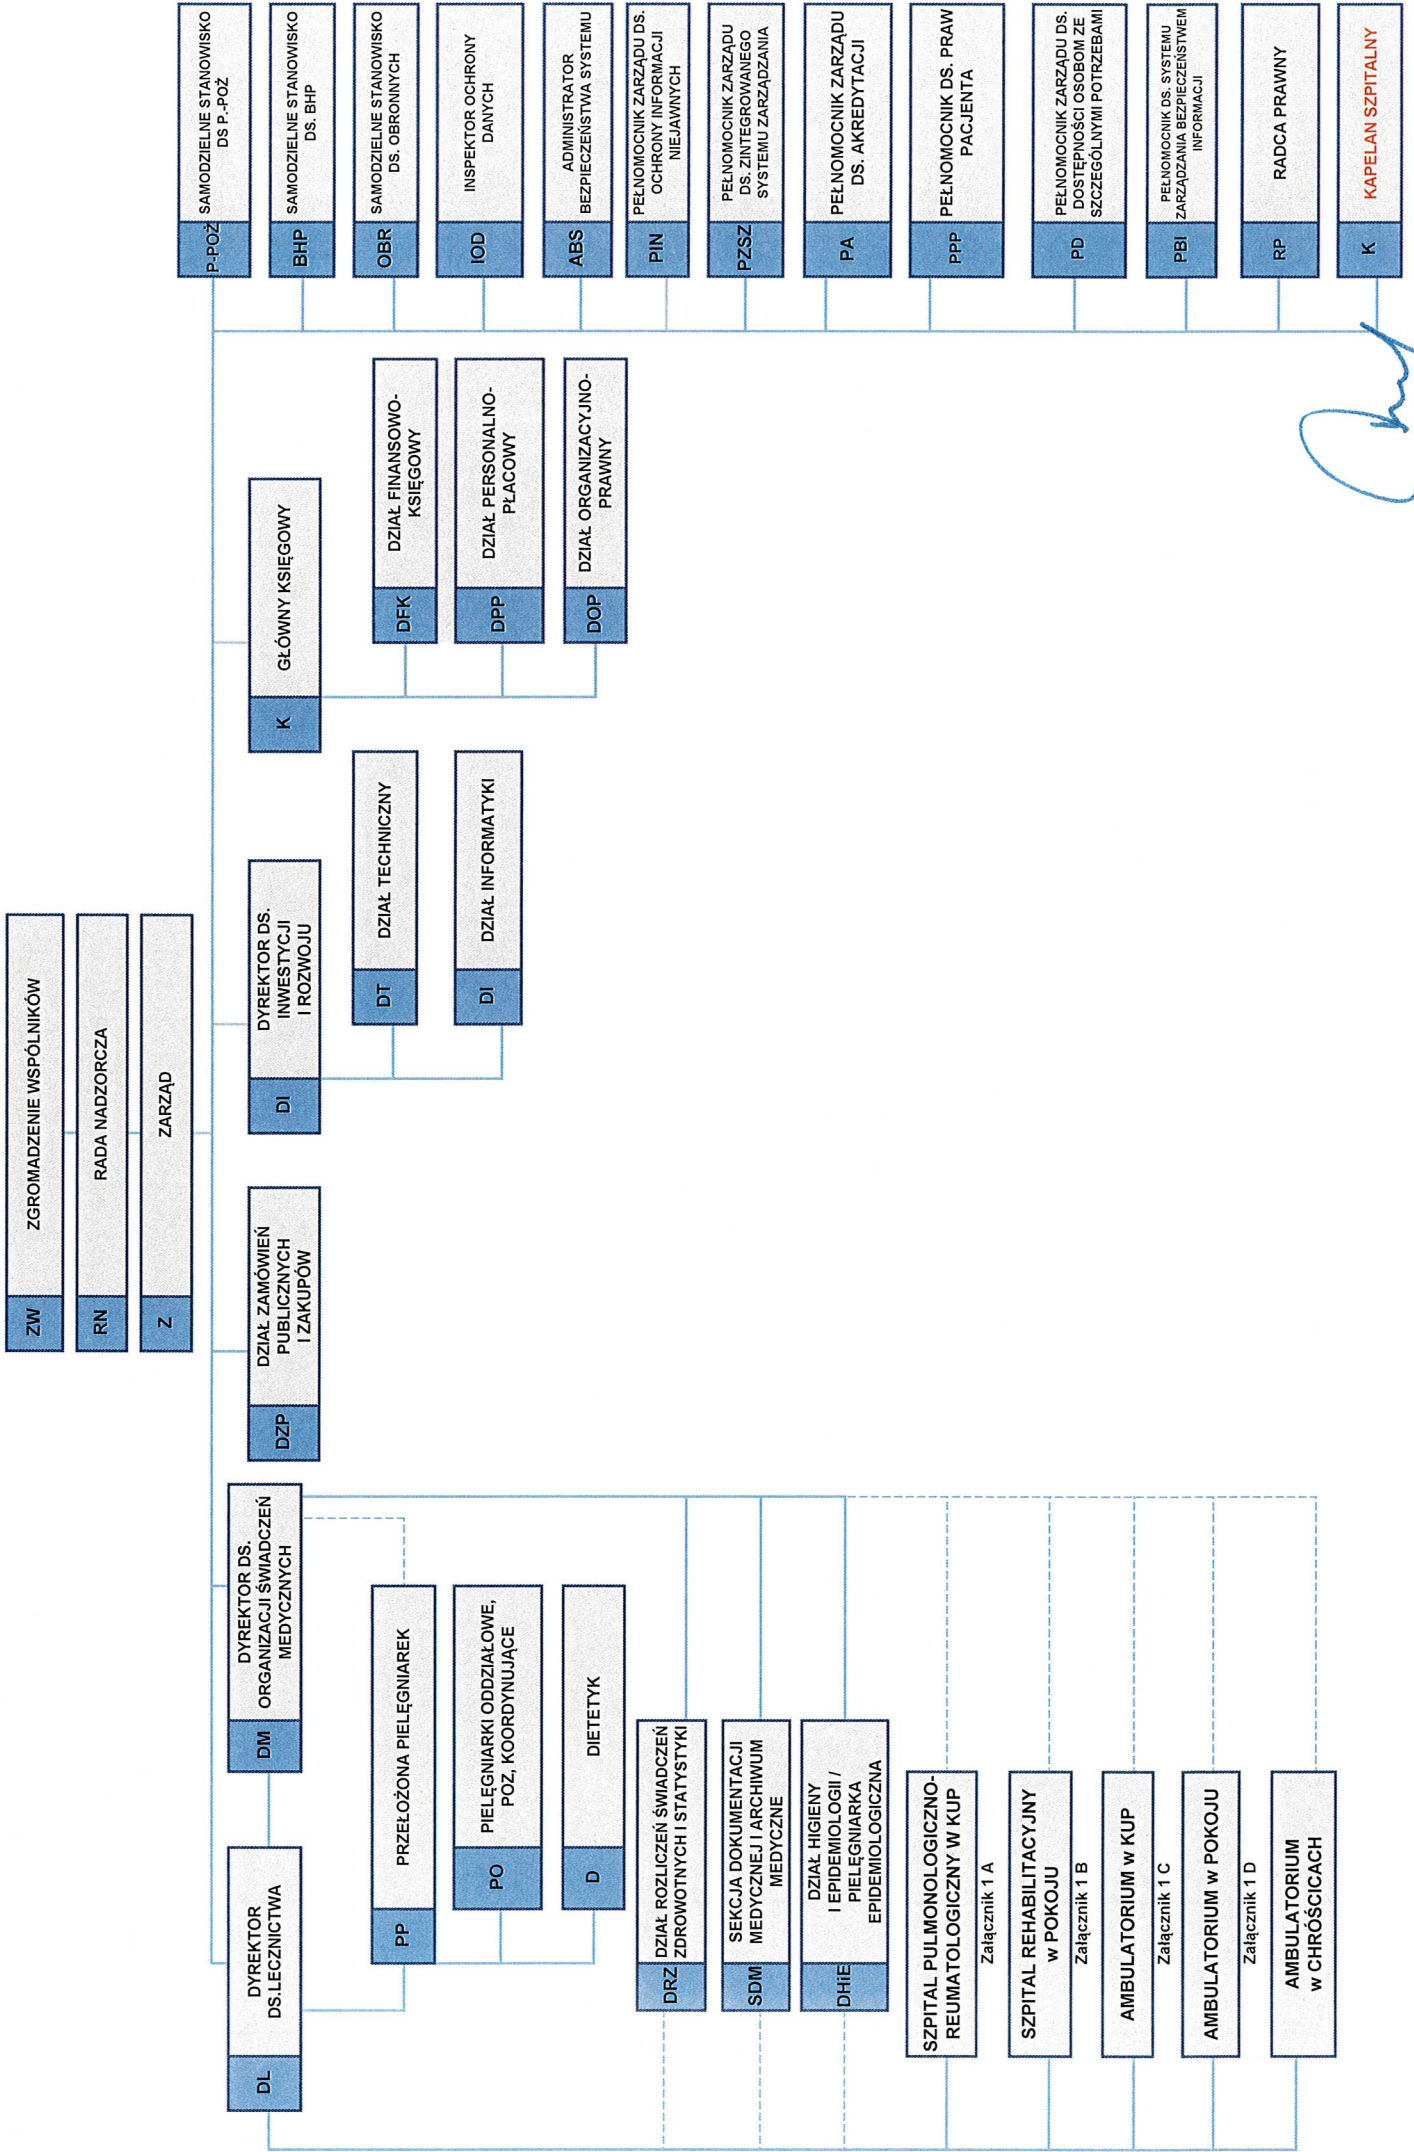 ZW
ZGROMADZENIE WSPÓLNIKÓW
RN
RADA NADZORCZA
Z
ZARZĄD
DL
DYREKTOR
DS.LECZNICTWA
DM
DYREKTOR DS.
ORGANIZACJI ŚWIADCZEŃ
MEDYCZNYCH
DZP
DZIAŁ ZAMÓWIEŃ
PUBLICZNYCH
I ZAKUPÓW
DI
DYREKTOR DS.
INWESTYCJI
I ROZWOJU
K
GŁÓWNY KSIĘGOWY
PP
PRZEŁOŻONA PIELĘGNIAREK
PO
PIELĘGNIARKI ODDZIAŁOWE,
POZ, KOORDYNUJĄCE
D
DIETETYK
DRZ
DZIAŁ ROZLICZEŃ ŚWIADCZEŃ
ZDROWOTNYCH I STATYSTYKI
SDM
SEKCJA DOKUMENTACJI
MEDYCZNEJ I ARCHIWUM
MEDYCZNE
DHiE
DZIAŁ HIGIENY
I EPIDEMIOLOGII /
PIELĘGNIARKA
EPIDEMIOLOGICZNA
SZPITAL PULMONOLOGICZNO-
REUMATOLOGICZNY W KUP
Załącznik 1 A
SZPITAL REHABILITACYJNY
w POKOJU
Załącznik 1 B
AMBULATORIUM w KUP
Załącznik 1 C
AMBULATORIUM w POKOJU
Załącznik 1 D
AMBULATORIUM
w CHRÓŚCICACH
DT
DZIAŁ TECHNICZNY
DI
DZIAŁ INFORMATYKI
DFK
DZIAŁ FINANSOWO-
KSIĘGOWY
DPP
DZIAŁ PERSONALNO-
PŁACOWY
DOP
DZIAŁ ORGANIZACYJNO-
PRAWNY
P-POŻ
SAMODZIELNE STANOWISKO
DS P.-POŻ
BHP
SAMODZIELNE STANOWISKO
DS. BHP
OBR
SAMODZIELNE STANOWISKO
DS. OBRONNYCH
IOD
INSPEKTOR OCHRONY
DANYCH
ABS
ADMINISTRATOR
BEZPIECZEŃSTWA SYSTEMU
PIN
PEŁNOMOCNIK ZARZĄDU DS.
OCHRONY INFORMACJI
NIEJAWNYCH
PZSZ
PEŁNOMOCNIK ZARZĄDU
DS. ZINTEGROWANEGO
SYSTEMU ZARZĄDZANIA
PA
PEŁNOMOCNIK ZARZĄDU
DS. AKREDYTACJI
PPP
PEŁNOMOCNIK DS. PRAW
PACJENTA
PD
PEŁNOMOCNIK ZARZĄDU DS.
DOSTĘPNOŚCI OSOBOM ZE
SZCZEGÓLNYMI POTRZEBAMI
PBI
PEŁNOMOCNIK DS. SYSTEMU
ZARZĄDZANIA BEZPIECZEŃSTWEM
INFORMACJI
RP
RADCA PRAWNY
K
KAPELAN SZPITALNY